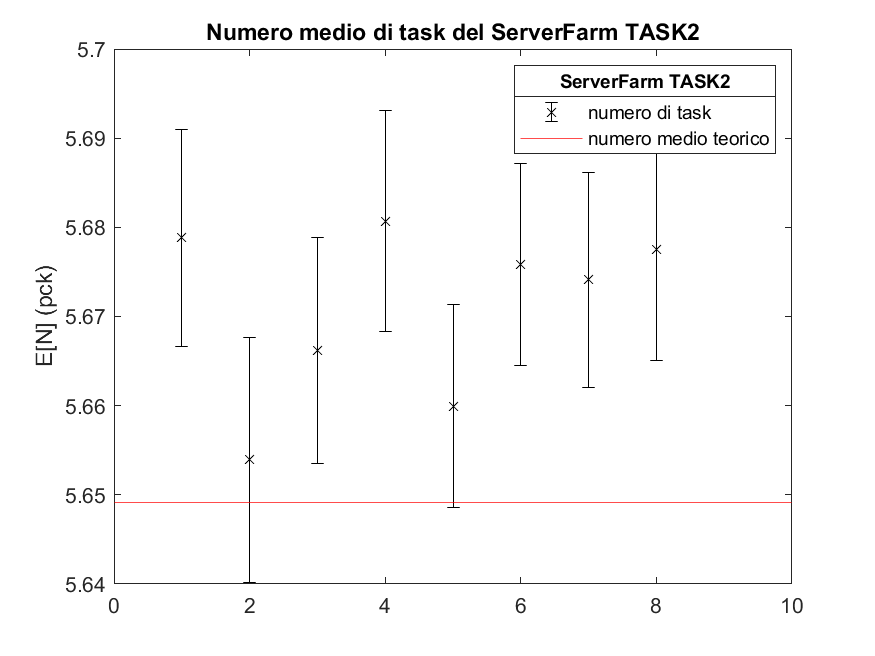 Numero medio di task del ServerFarm TASK2
5.7
ServerFarm TASK2
numero di task
numero medio teorico
5.69
5.68
5.67
5.66
5.65
5.64
E[N] (pck)
0 2 4 6 8 10